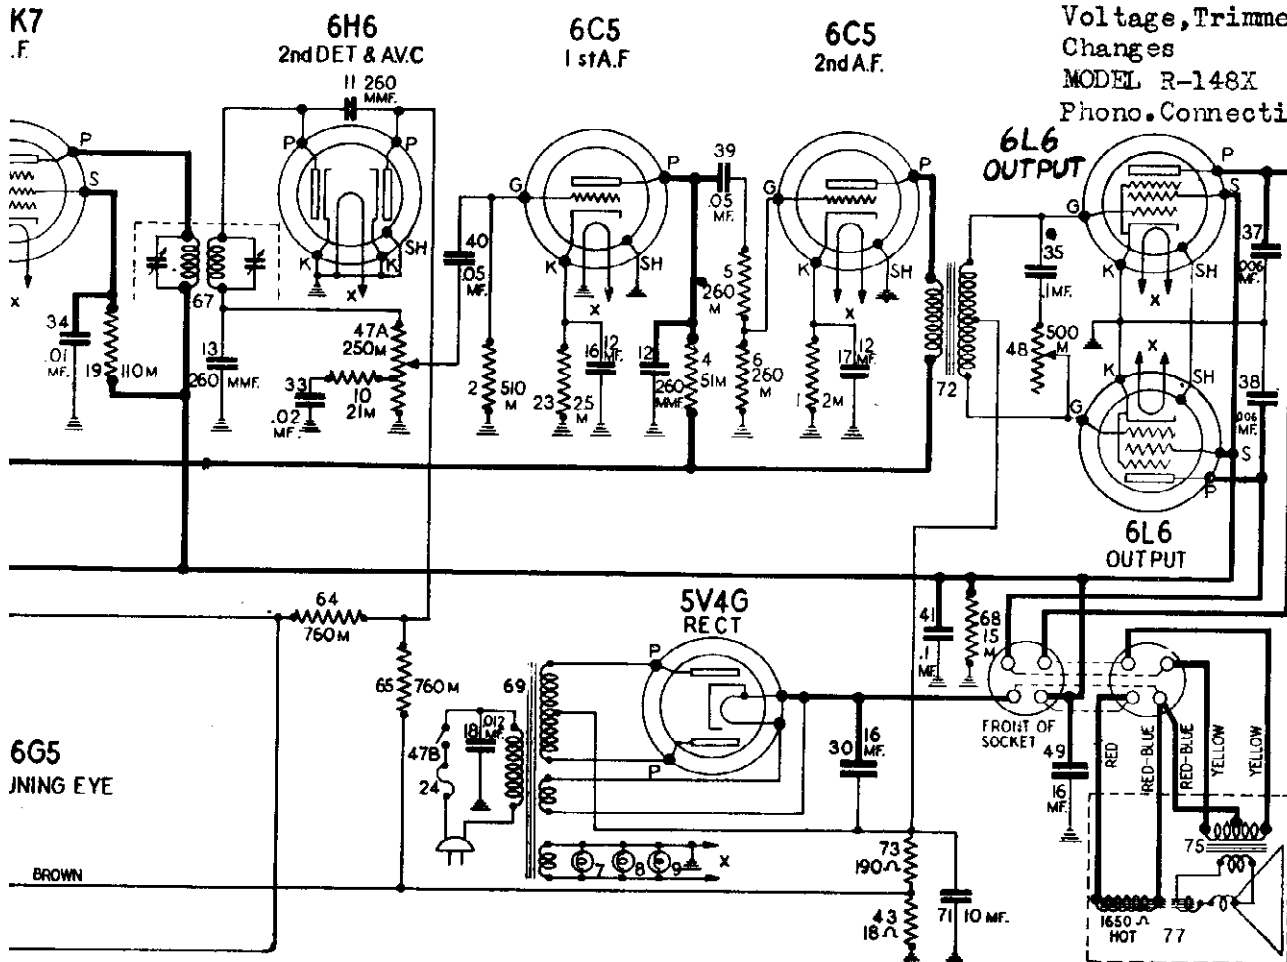 K7
.F.
6H6
2nd DET & A.V.C
6C5
1st A.F
6C5
2nd A.F.
Voltage,Trimme
Changes
MODEL R-148X
Phono.Connecti
6L6
OUTPUT
11 260
MMF.
P
P
P
S
SH
K
K
X
X
67
34
.01
MF.
19
110M
13
260 MMF.
33
.02
MF.
10
21M
47A
250M
40
.05
MF.
G
P
K
SH
X
2
510
M
23
2.5
M
16
12
MF.
12
260
MMF.
4
51M
39
.05
MF.
5
260
M
6
260
M
G
P
K
SH
X
1
2M
17
12
MF.
72
35
.1MF.
48
500
M
G
P
S
K
SH
X
37
.006
MF.
X
K
SH
G
S
P
38
.006
MF.
6L6
OUTPUT
64
760M
65
760M
5V4G
RECT
P
P
69
18
.012
MF.
47B
24
30
16
MF.
41
.1
MF.
68
15
M
FRONT OF
SOCKET
49
16
MF.
RED
RED-BLUE
RED-BLUE
YELLOW
YELLOW
6G5
UNING EYE
BROWN
7
8
9
X
73
190Ω
43
18Ω
71
10 MF.
75
1650 Ω
HOT
77